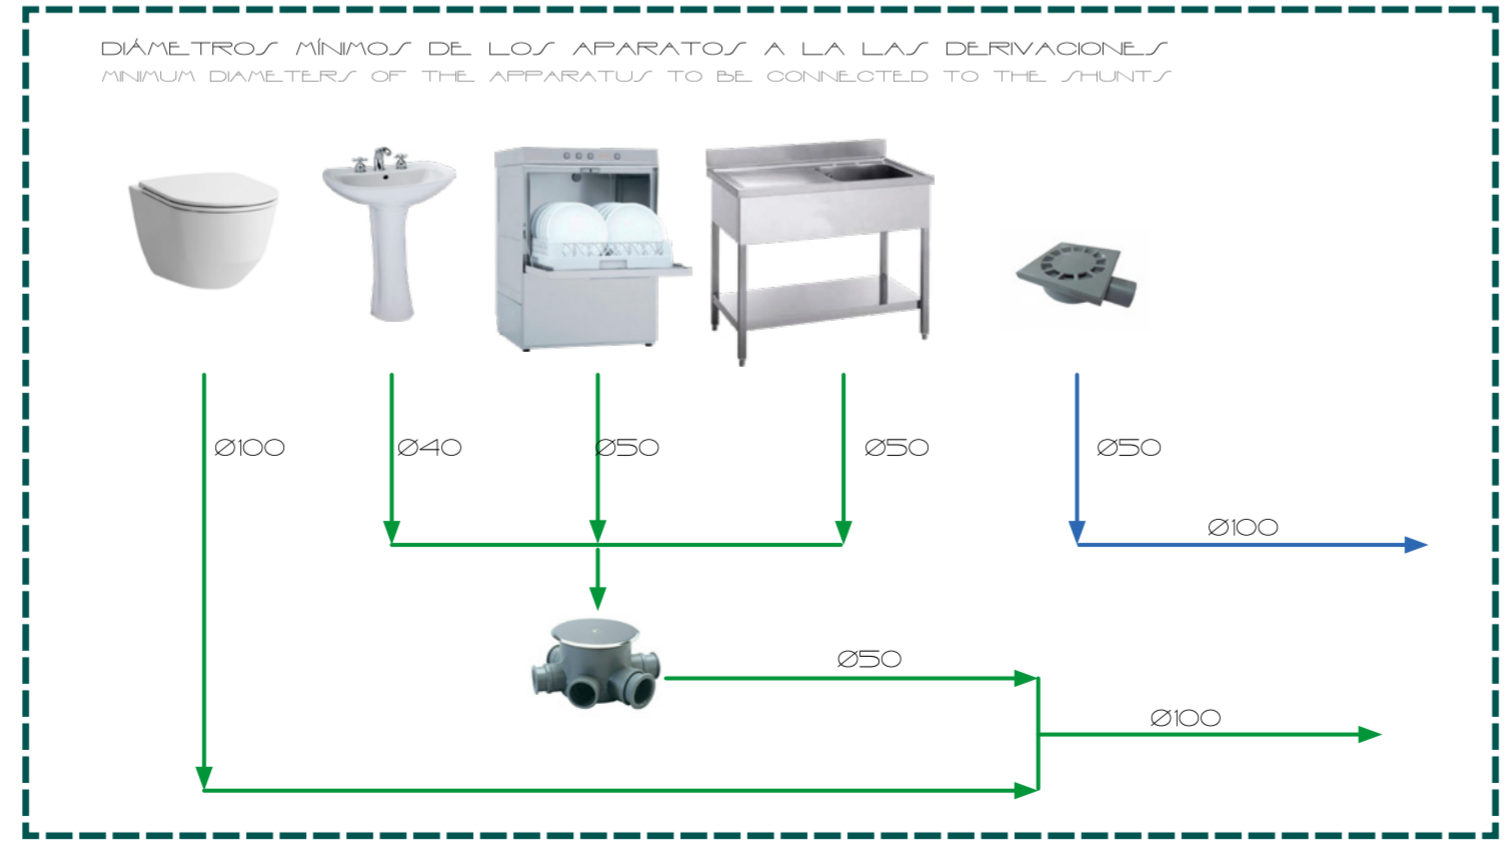 DIÁMETROS MÍNIMOS DE LOS APARATOS A LA LAS DERIVACIONES
MINIMUM DIAMETERS OF THE APPARATUS TO BE CONNECTED TO THE SHUNTS
Ø100
Ø40
Ø50
Ø50
Ø50
Ø100
Ø50
Ø100